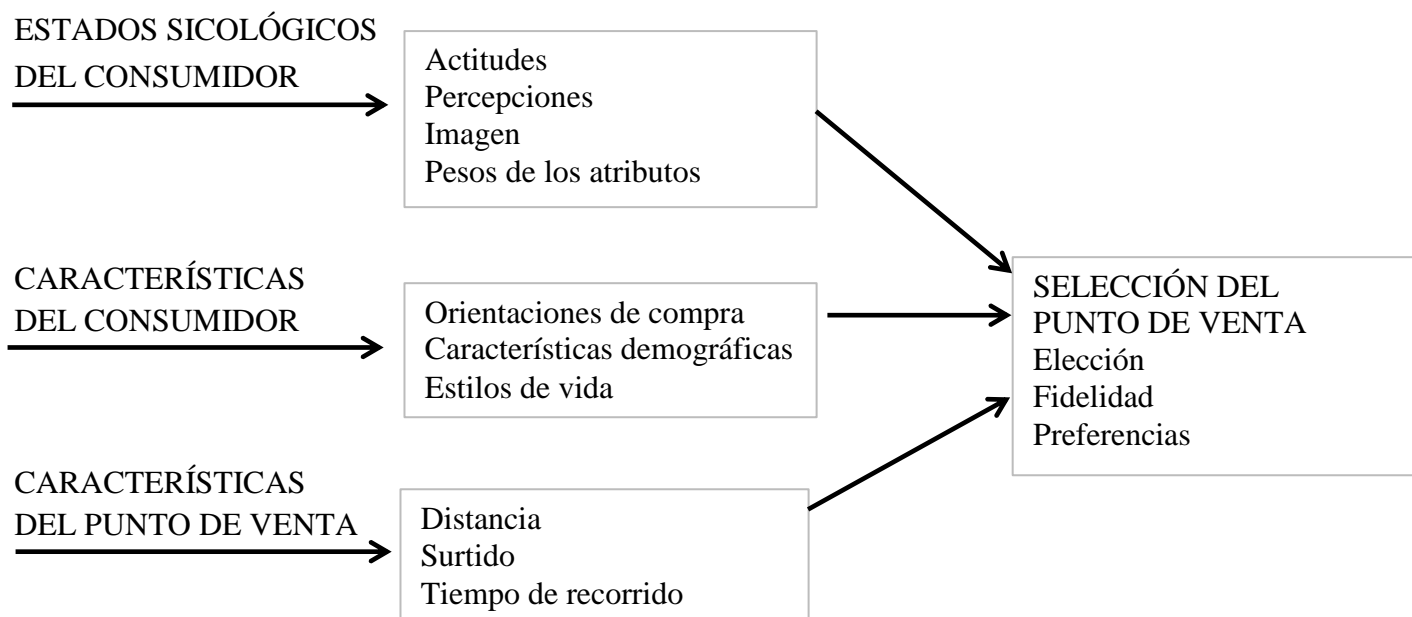 ESTADOS SICOLÓGICOS
DEL CONSUMIDOR
Actitudes
Percepciones
Imagen
Pesos de los atributos
CARACTERÍSTICAS
DEL CONSUMIDOR
Orientaciones de compra
Características demográficas
Estilos de vida
SELECCIÓN DEL
PUNTO DE VENTA
Elección
Fidelidad
Preferencias
CARACTERÍSTICAS
DEL PUNTO DE VENTA
Distancia
Surtido
Tiempo de recorrido